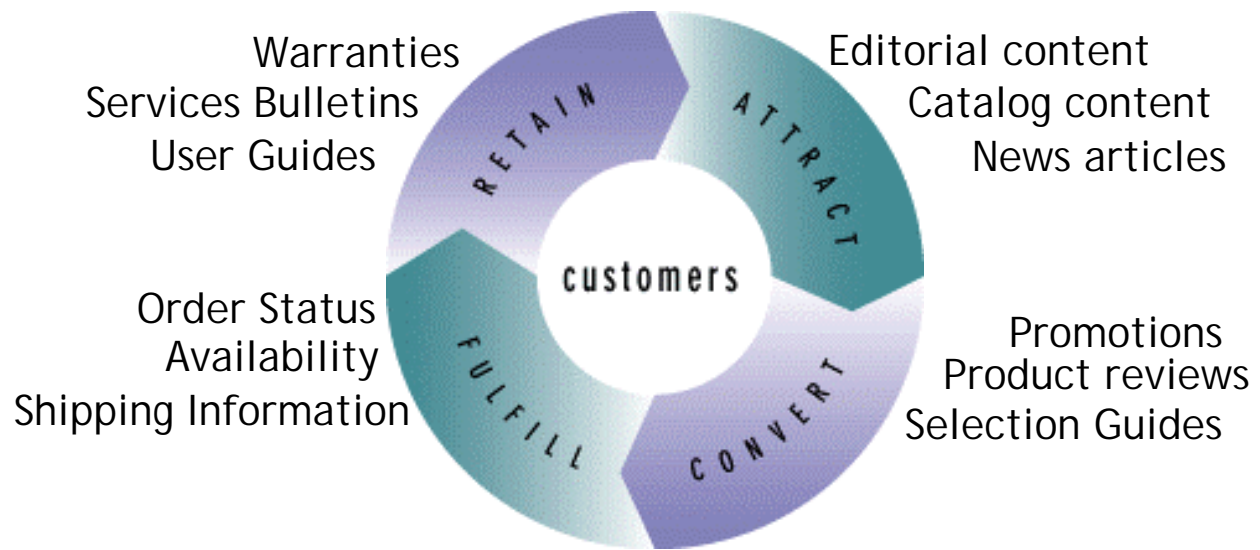 Warranties
Services Bulletins
User Guides
RETAIN
Editorial content
Catalog content
News articles
ATTRACT
customers
Order Status
Availability
Shipping Information
FULFILL
Promotions
Product reviews
Selection Guides
CONVERT